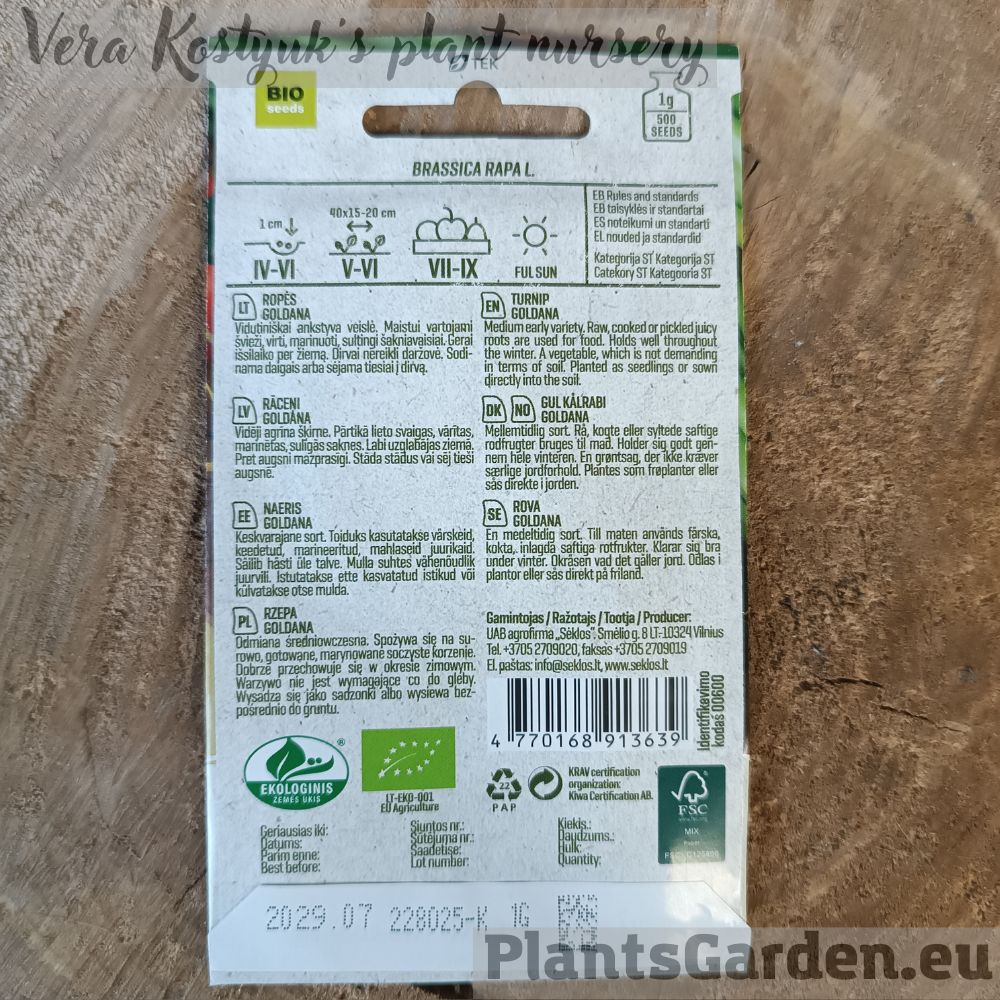 Vera Kostyuk's plant nursery
TEK
BIO
seeds
1g
500
SEEDS
BRASSICA RAPA L.
1 cm
40x15-20 cm
IV-VI
V-VI
VII-IX
FUL SUN
EB Rules and standards
EB taisyklės ir standartai
ES noteikumi un standarti
EL nõuded ja standardid
Kategorija ST Kategorija ST
Catekory ST Kategooria ST
LT
ROPĖS
GOLDANA
Vidutiniškai ankstyva veislė. Maistui vartojami
švieži, virti, marinuoti, sultingi šakniavaisiai. Gerai
išsilaiko per žiemą. Dirvai nereikli daržovė. Sodi-
nama daigais arba sėjama tiesiai į dirvą.
EN
TURNIP
GOLDANA
Medium early variety. Raw, cooked or pickled juicy
roots are used for food. Holds well throughout
the winter. A vegetable, which is not demanding
in terms of soil. Planted as seedlings or sown
directly into the soil.
LV
RĀCEŅI
GOLDANA
Vidēji agrīna šķirne. Pārtikā lieto svaigas, vārītas,
marinētas, sulīgās saknes. Labi uzglabājas ziemā.
Pret augsni mazprasīgi. Stāda stādus vai sēj tieši
augsnē.
DK NO
GUL KÅLRABI
GOLDANA
Mellemtidlig sort. Rå, kogte eller syltede saftige
rodfrugter bruges til mad. Holder sig godt gen-
nem hele vinteren. En grøntsag, der ikke kræver
særlige jordforhold. Plantes som frøplanter eller
sås direkte i jorden.
EE
NAERIS
GOLDANA
Keskvarajane sort. Toiduks kasutatakse värskeid,
keedetud, marineeritud, mahlaseid juurikaid.
Säilib hästi üle talve. Mulla suhtes vähenõudlik
juurvili. Istutatakse ette kasvatatud istikud või
külvatakse otse mulda.
SE
ROVA
GOLDANA
En medeltidig sort. Till maten används färska,
kokta, inlagda saftiga rotfrukter. Klarar sig bra
under vinter. Okräsen vad det gäller jord. Odlas i
plantor eller sås direkt på friland.
PL
RZEPA
GOLDANA
Odmiana średniowczesna. Spożywa się na su-
rowo, gotowane, marynowane soczyste korzenie.
Dobrze przechowuje się w okresie zimowym.
Warzywo nie jest wymagające co do gleby.
Wysadza się jako sadzonki albo wysiewa bez-
pośrednio do gruntu.
Gamintojas / Ražotajs / Tootja / Producer:
UAB agrofirma „Sėklos“. Smėlio g. 8 LT-10324 Vilnius
Tel. +3705 2709020, faksas +3705 2709019
El. paštas: info@seklos.lt, www.seklos.lt
4 770168 913639
Identifikavimo
kodas 00600
EKOLOGINIS
ŽEMĖS ŪKIS
®
LT-EKO-001
EU Agriculture
22
PAP
KRAV certification
organization:
Kiwa Certification AB.
FSC
www.fsc.org
MIX
Paper
Geriausias iki:
Datums:
Parim enne:
Best before:
Siuntos nr.:
Sūtējuma nr.:
Saadetise:
Lot number:
Kiekis.:
Daudzums.:
Hulk:
Quantity:
2029.07 228025-K 1G
PlantsGarden.eu